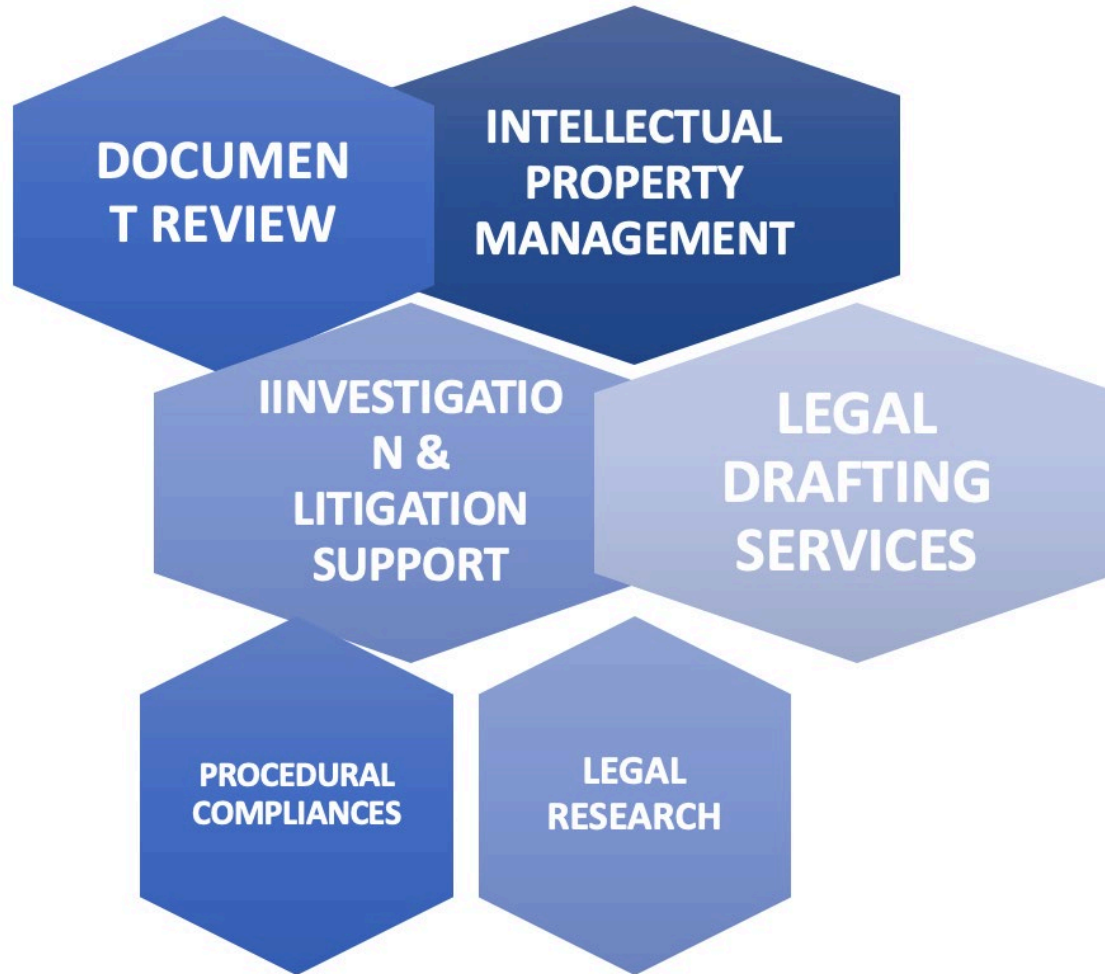 DOCUMEN
T REVIEW
INTELLECTUAL
PROPERTY
MANAGEMENT
IINVESTIGATIO
N &
LITIGATION
SUPPORT
LEGAL
DRAFTING
SERVICES
PROCEDURAL
COMPLIANCES
LEGAL
RESEARCH